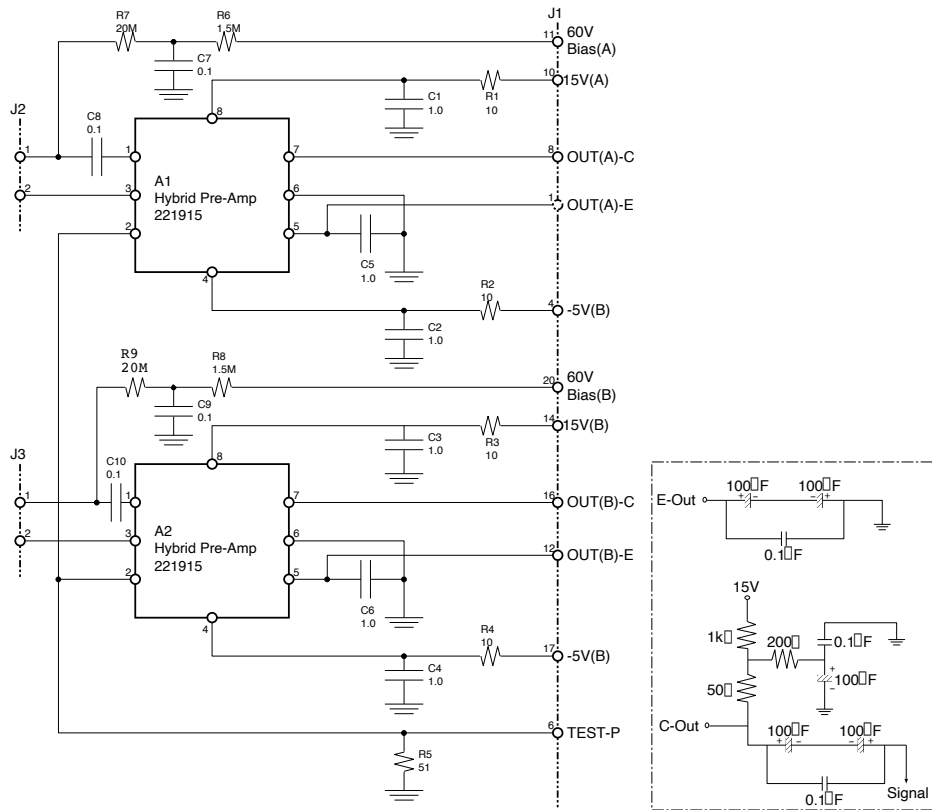 R7
20M
R6
1.5M
J1
11
60V
Bias(A)
C7
0.1
10
15V(A)
C1
1.0
R1
10
J2
C8
0.1
8
1
1
7
8
OUT(A)-C
A1
Hybrid Pre-Amp
221915
2
3
6
1
OUT(A)-E
2
5
C5
1.0
4
R2
10
4
-5V(B)
C2
1.0
R9
20M
R8
1.5M
20
60V
Bias(B)
C9
0.1
14
15V(B)
C3
1.0
R3
10
J3
C10
0.1
8
1
1
7
16
OUT(B)-C
A2
Hybrid Pre-Amp
221915
2
3
6
12
OUT(B)-E
2
5
C6
1.0
4
R4
10
17
-5V(B)
C4
1.0
6
TEST-P
R5
51
100▯F
100▯F
E-Out
+ -
- +
0.1▯F
15V
1k▯
200▯
0.1▯F
50▯
+
100▯F
-
C-Out
100▯F
100▯F
+ -
- +
0.1▯F
Signal